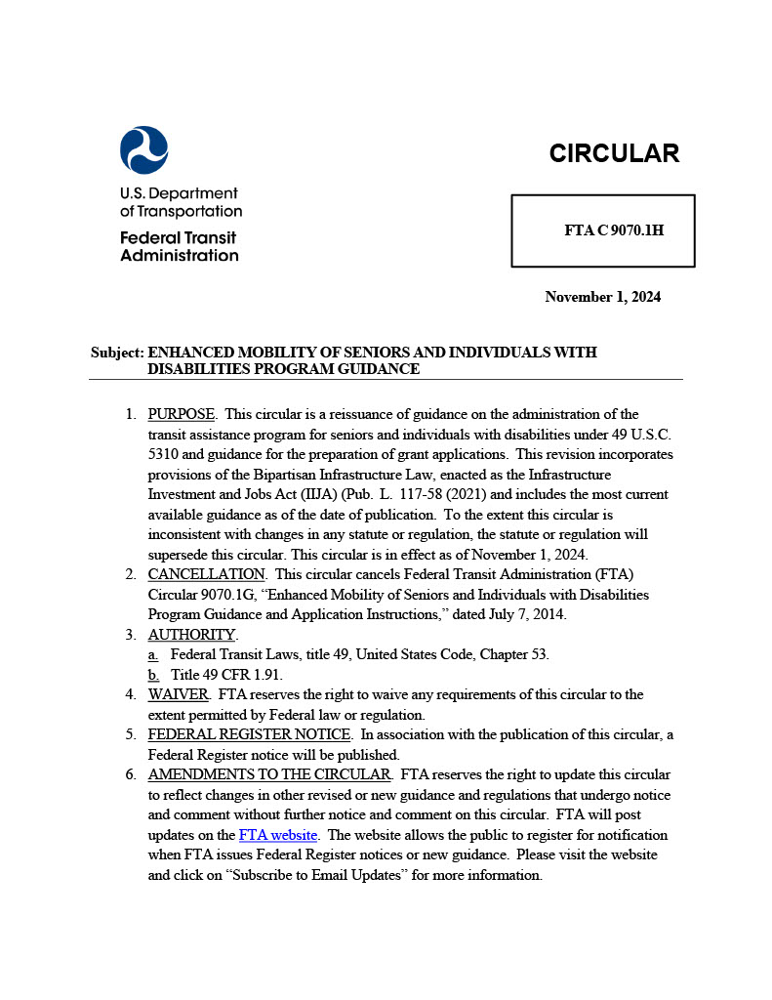 CIRCULAR
U.S. Department
of Transportation
Federal Transit
Administration
FTA C 9070.1H
November 1, 2024
Subject: ENHANCED MOBILITY OF SENIORS AND INDIVIDUALS WITH
DISABILITIES PROGRAM GUIDANCE
1. PURPOSE. This circular is a reissuance of guidance on the administration of the
transit assistance program for seniors and individuals with disabilities under 49 U.S.C.
5310 and guidance for the preparation of grant applications. This revision incorporates
provisions of the Bipartisan Infrastructure Law, enacted as the Infrastructure
Investment and Jobs Act (IIJA) (Pub. L. 117-58 (2021) and includes the most current
available guidance as of the date of publication. To the extent this circular is
inconsistent with changes in any statute or regulation, the statute or regulation will
supersede this circular. This circular is in effect as of November 1, 2024.
2. CANCELLATION. This circular cancels Federal Transit Administration (FTA)
Circular 9070.1G, “Enhanced Mobility of Seniors and Individuals with Disabilities
Program Guidance and Application Instructions,” dated July 7, 2014.
3. AUTHORITY.
a. Federal Transit Laws, title 49, United States Code, Chapter 53.
b. Title 49 CFR 1.91.
4. WAIVER. FTA reserves the right to waive any requirements of this circular to the
extent permitted by Federal law or regulation.
5. FEDERAL REGISTER NOTICE. In association with the publication of this circular, a
Federal Register notice will be published.
6. AMENDMENTS TO THE CIRCULAR. FTA reserves the right to update this circular
to reflect changes in other revised or new guidance and regulations that undergo notice
and comment without further notice and comment on this circular. FTA will post
updates on the FTA website. The website allows the public to register for notification
when FTA issues Federal Register notices or new guidance. Please visit the website
and click on “Subscribe to Email Updates” for more information.